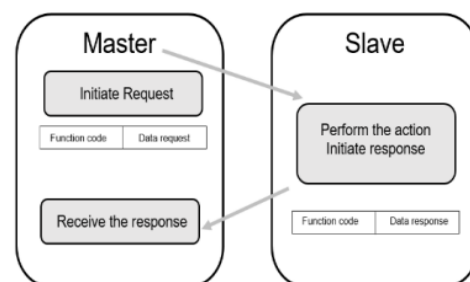 Master
Initiate Request
Function code
Data request
Receive the response
Slave
Perform the action
Initiate response
Function code
Data response